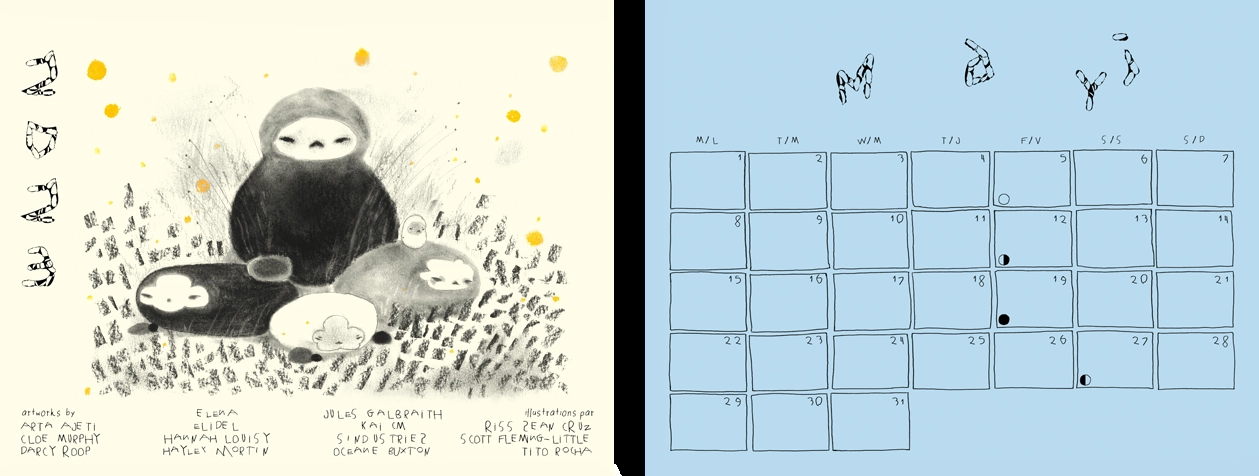 2023
M a y i
M/L T/M W/M T/J F/V S/S S/D
1 2 3 4 5 6 7
8 9 10 11 12 13 14
15 16 17 18 19 20 21
22 23 24 25 26 27 28
29 30 31
artworks by
ARTA AJETI
CLOE MURPHY
DARCY ROOP
ELENA
ELIDEL
HANNAH LOUISY
HAYLEY MORTIN
JULES GALBRAITH
KAI CM
SINDUSTRIEZ
OCEANE BUXTON
illustrations par
RISS ZEAN CRUZ
SCOTT FLEMING-LITTLE
TITO ROCHA